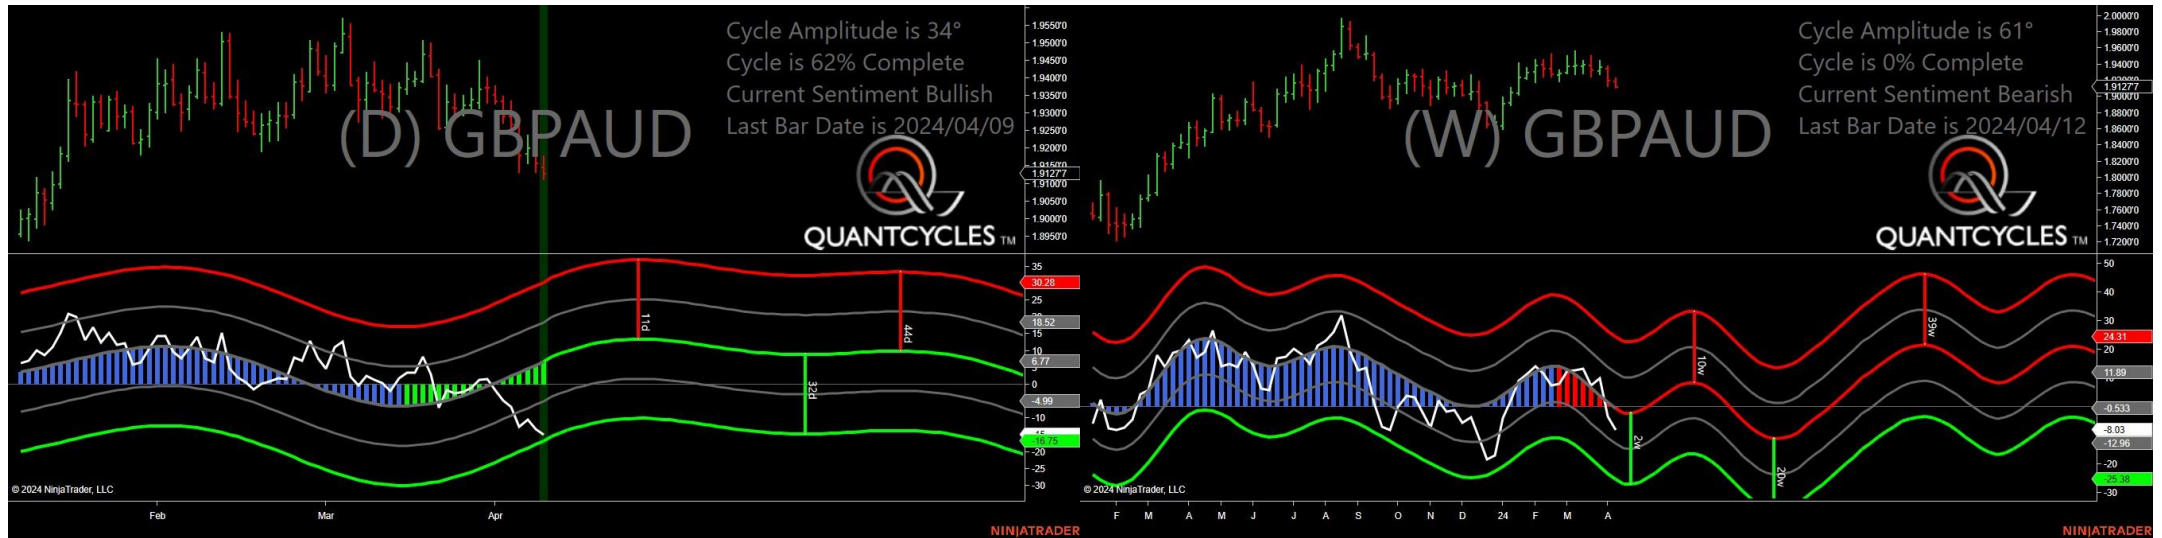 Cycle Amplitude is 34°
Cycle is 62% Complete
Current Sentiment Bullish
Last Bar Date is 2024/04/09
(D) GBPAUD
QUANTCYCLES TM
1.9550'0
1.9500'0
1.9450'0
1.9400'0
1.9350'0
1.9300'0
1.9250'0
1.9200'0
1.9150'0
1.9127'7
1.9100'0
1.9050'0
1.9000'0
1.8950'0
35
30.28
25
18.52
15
10
6.77
0
-4.99
-10
-16.75
-20
-25
-30
11d
32d
44d
© 2024 NinjaTrader, LLC
Feb Mar Apr
NINJATRADER
Cycle Amplitude is 61°
Cycle is 0% Complete
Current Sentiment Bearish
Last Bar Date is 2024/04/12
(W) GBPAUD
QUANTCYCLES TM
2.0000'0
1.9800'0
1.9600'0
1.9400'0
1.9127'7
1.9000'0
1.8800'0
1.8600'0
1.8400'0
1.8200'0
1.8000'0
1.7800'0
1.7600'0
1.7400'0
1.7200'0
50
40
30
24.31
20
11.89
-0.533
-8.03
-12.96
-20
-25.38
-30
2w
10w
20w
39w
© 2024 NinjaTrader, LLC
F M A M J J A S O N D 24 F M A
NINJATRADER